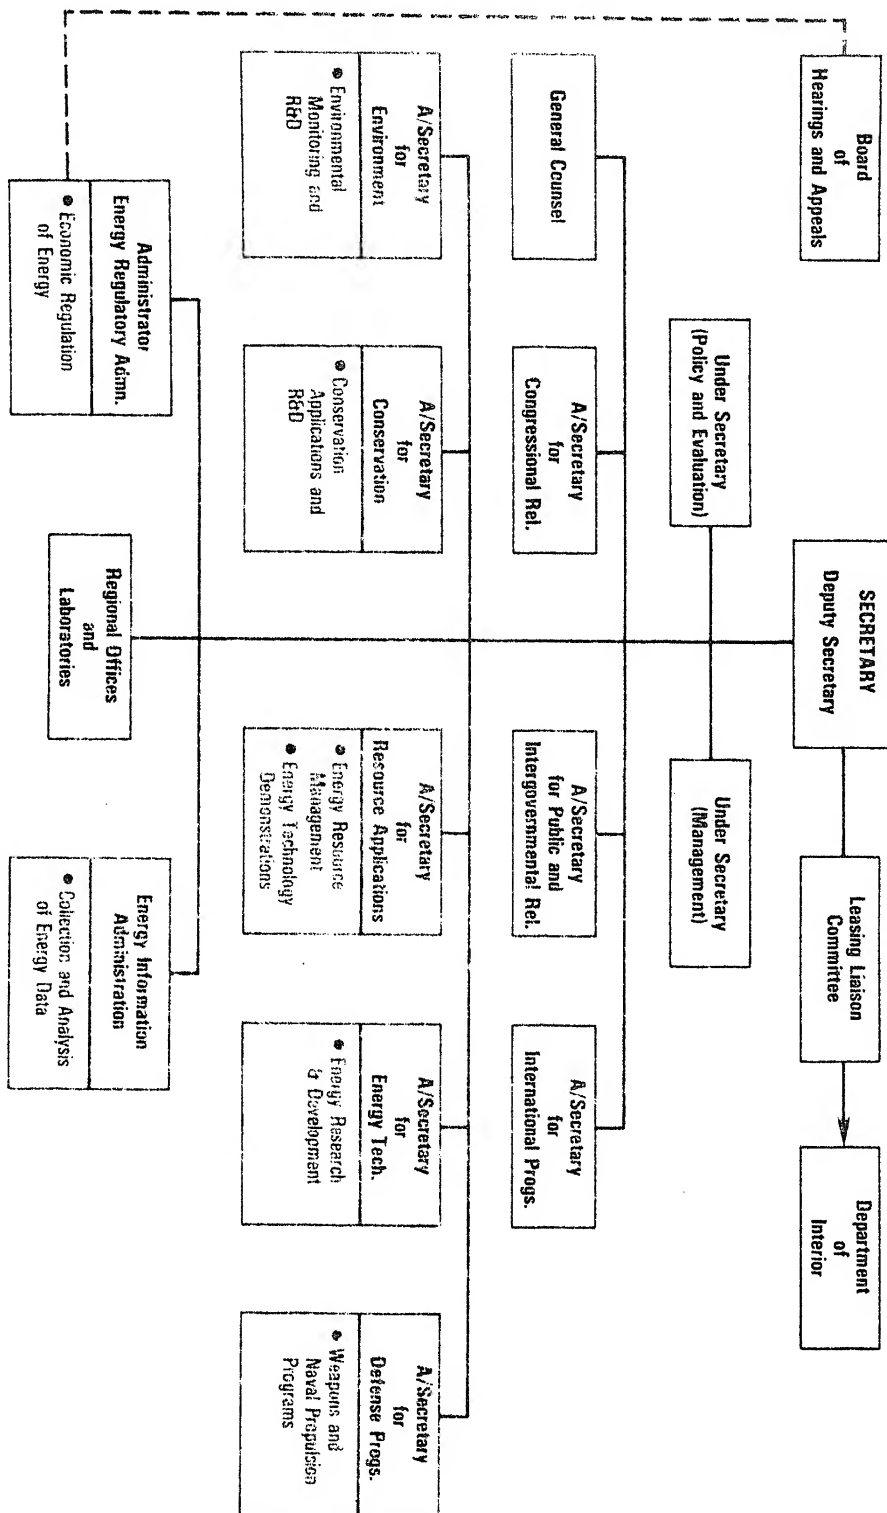 Board
of
Hearings and Appeals
SECRETARY
Deputy Secretary
Leasing Liaison
Committee
Department
of
Interior
Under Secretary
(Policy and Evaluation)
Under Secretary
(Management)
General Counsel
A/Secretary
for
Congressional Rel.
A/Secretary
for Public and
Intergovernmental Rel.
A/Secretary
for
International Progs.
A/Secretary
for
Environment
● Environmental
Monitoring and
R&D
A/Secretary
for
Conservation
● Conservation
Applications and
R&D
A/Secretary
for
Resource Applications
● Energy Resource
Management
● Energy Technology
Demonstrations
A/Secretary
for
Energy Tech.
● Energy Research
& Development
A/Secretary
for
Defense Progs.
● Weapons and
Naval Propulsion
Programs
Administrator
Energy Regulatory Admn.
● Economic Regulation
of Energy
Regional Offices
and
Laboratories
Energy Information
Administration
● Collection and Analysis
of Energy Data